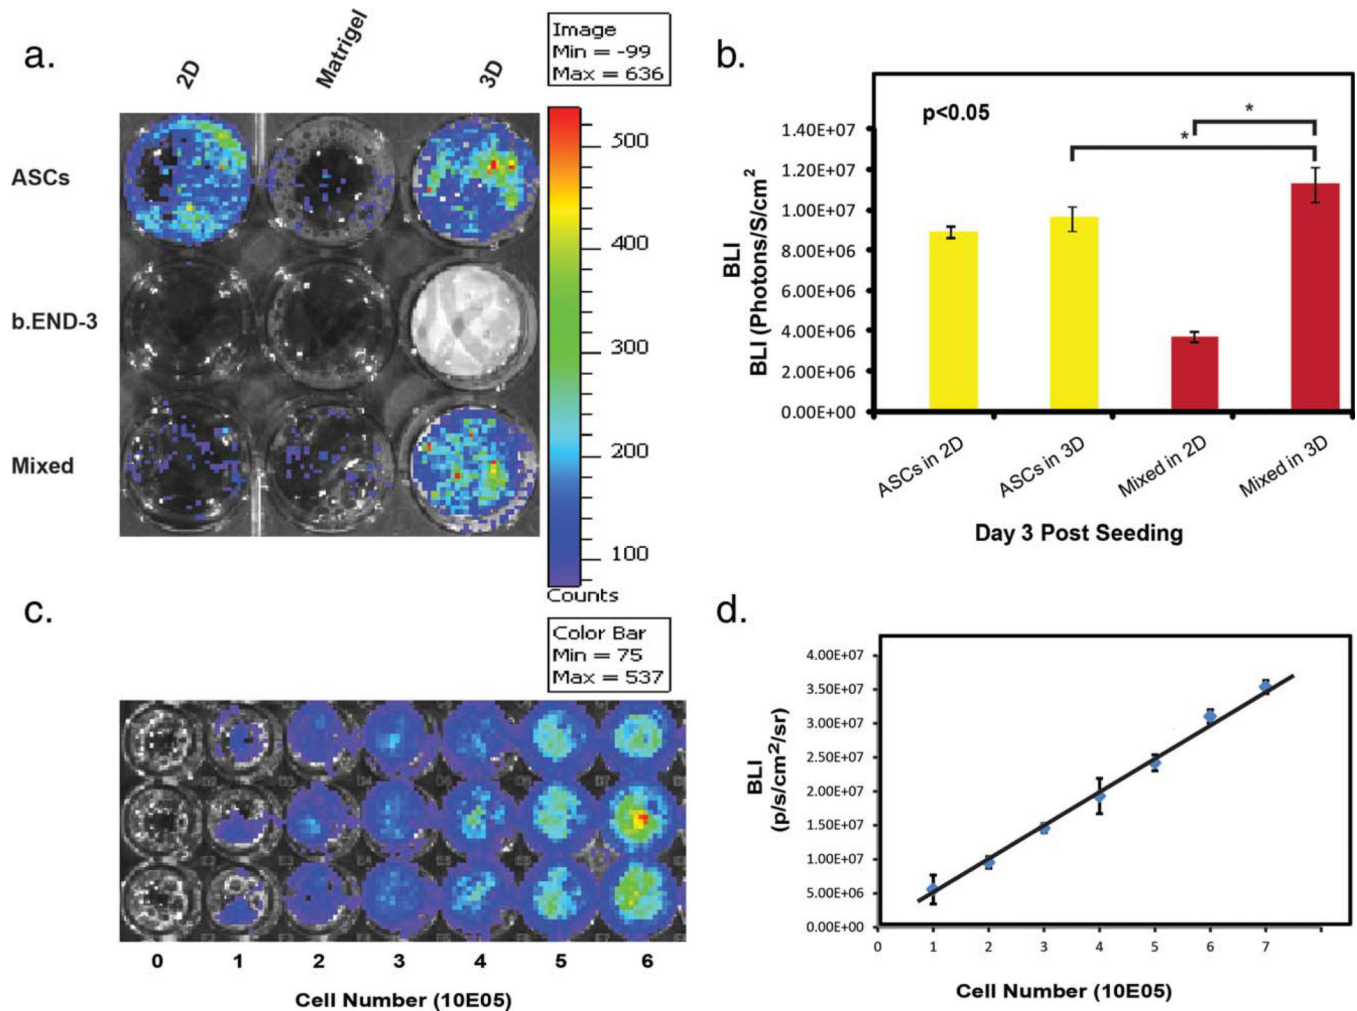 a.
2D
Matrigel
3D
Image
Min = -99
Max = 636
ASCs
b.END-3
Mixed
500
400
300
200
100
Counts
Color Bar
Min = 75
Max = 537
b.
p<0.05
*
*
1.40E+07
1.20E+07
1.00E+07
8.00E+06
6.00E+06
4.00E+06
2.00E+06
0.00E+00
BLI
BLI (Photons/S/cm²)
ASCs in 2D
ASCs in 3D
Mixed in 2D
Mixed in 3D
Day 3 Post Seeding
c.
0 1 2 3 4 5 6
Cell Number (10E05)
d.
4.00E+07
3.50E+07
3.00E+07
2.50E+07
2.00E+07
1.50E+07
1.00E+07
5.00E+06
0.00E+00
BLI
(p/s/cm²/sr)
0 1 2 3 4 5 6 7
Cell Number (10E05)